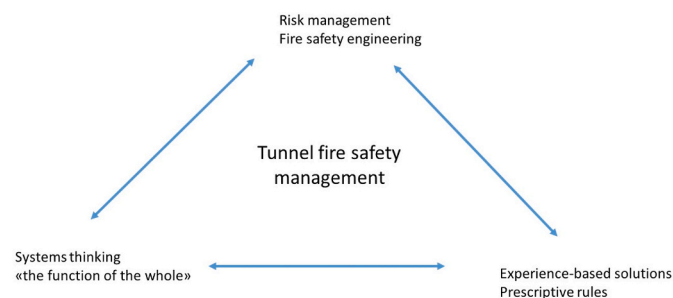 Risk management
Fire safety engineering
Tunnel fire safety
management
Systems thinking
«the function of the whole»
Experience-based solutions
Prescriptive rules